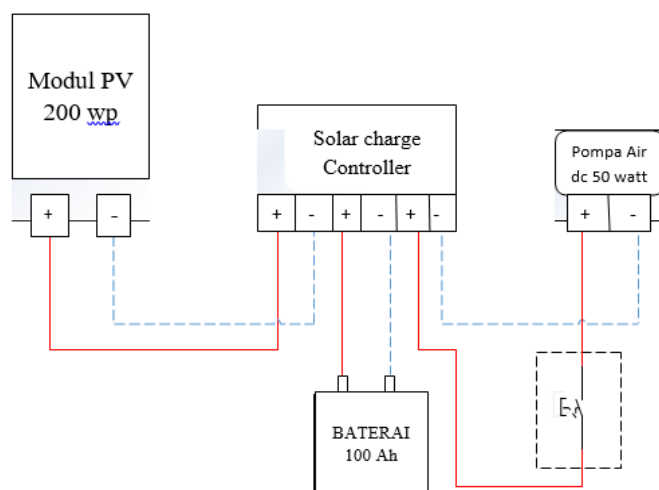 Modul PV
200 wp
Solar charge
Controller
Pompa Air
dc 50 watt
+ -
+ - + - + -
+ -
BATERAI
100 Ah